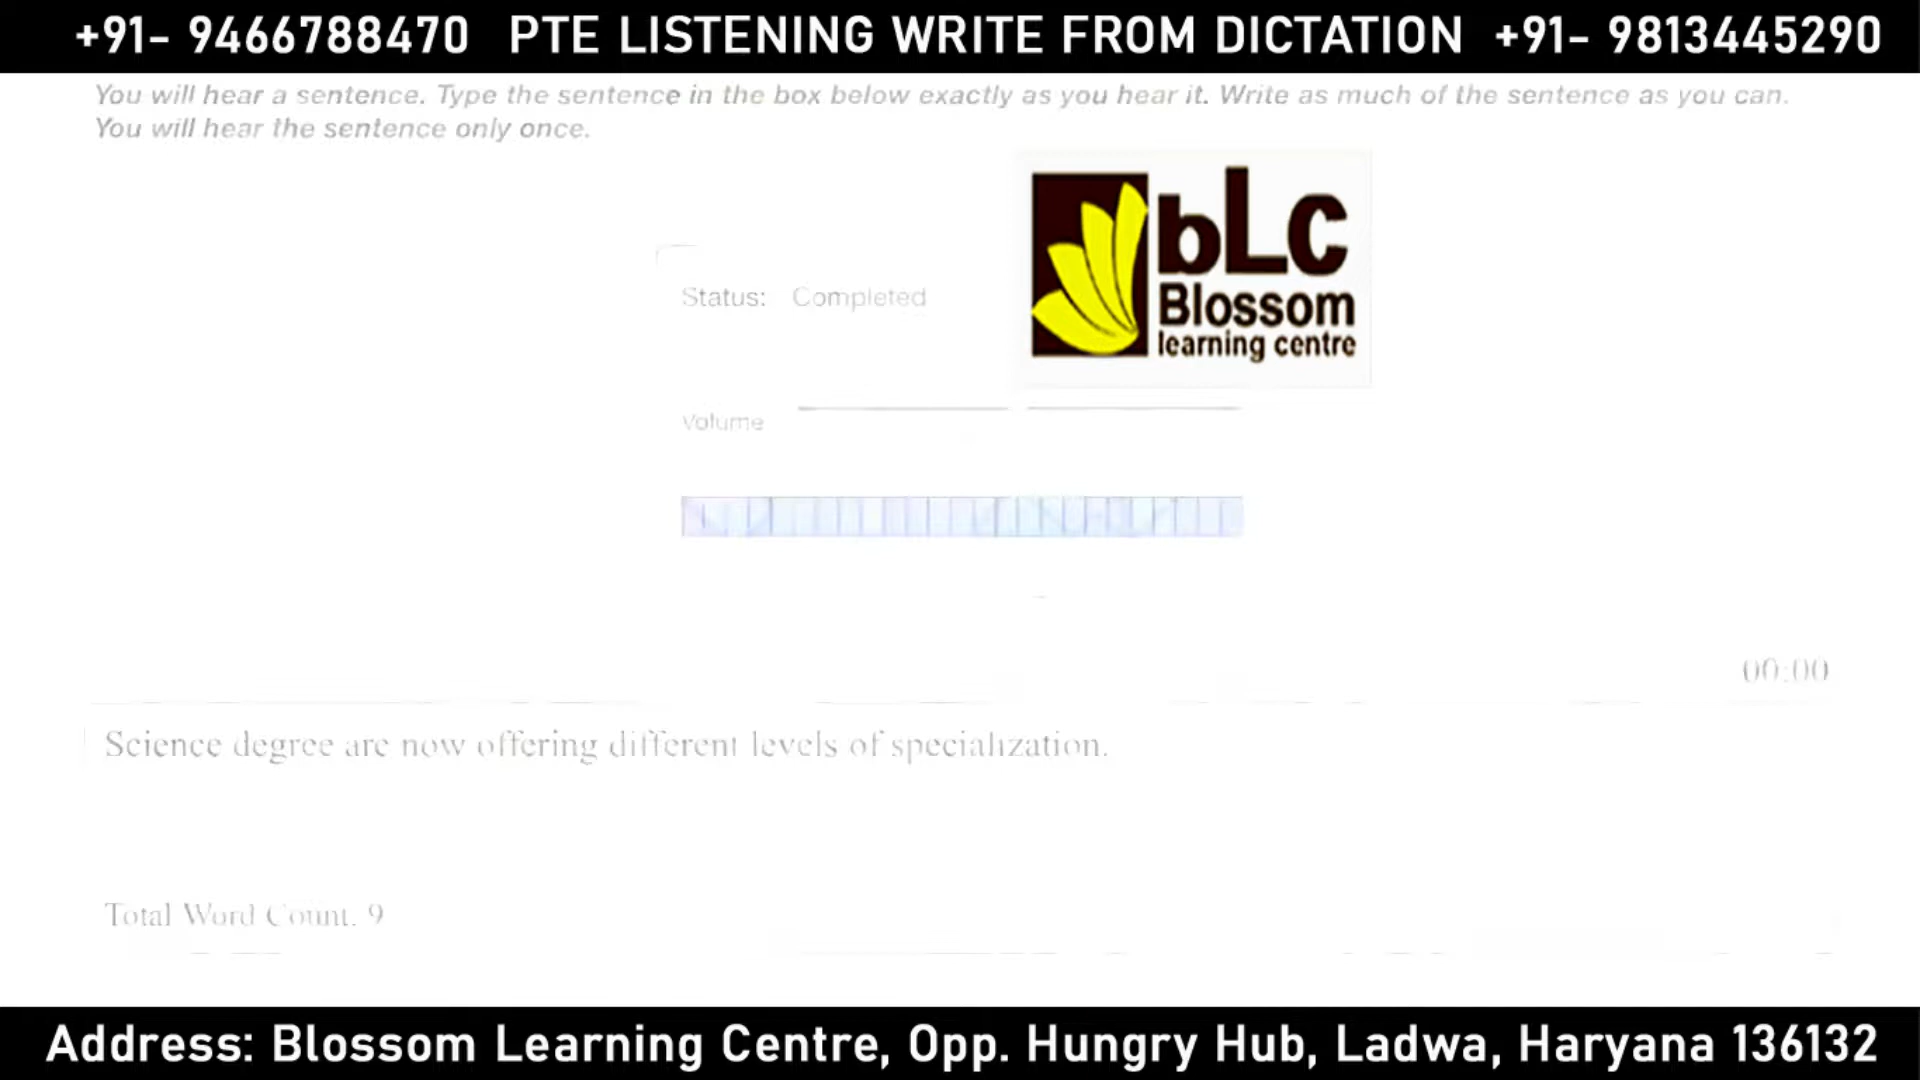 +91- 9466788470 PTE LISTENING WRITE FROM DICTATION +91- 9813445290
You will hear a sentence. Type the sentence in the box below exactly as you hear it. Write as much of the sentence as you can.
You will hear the sentence only once.
bLC
Blossom
learning centre
Status: Completed
Volume
00:00
Science degree are now offering different levels of specialization.
Total Word Count. 9
Address: Blossom Learning Centre, Opp. Hungry Hub, Ladwa, Haryana 136132